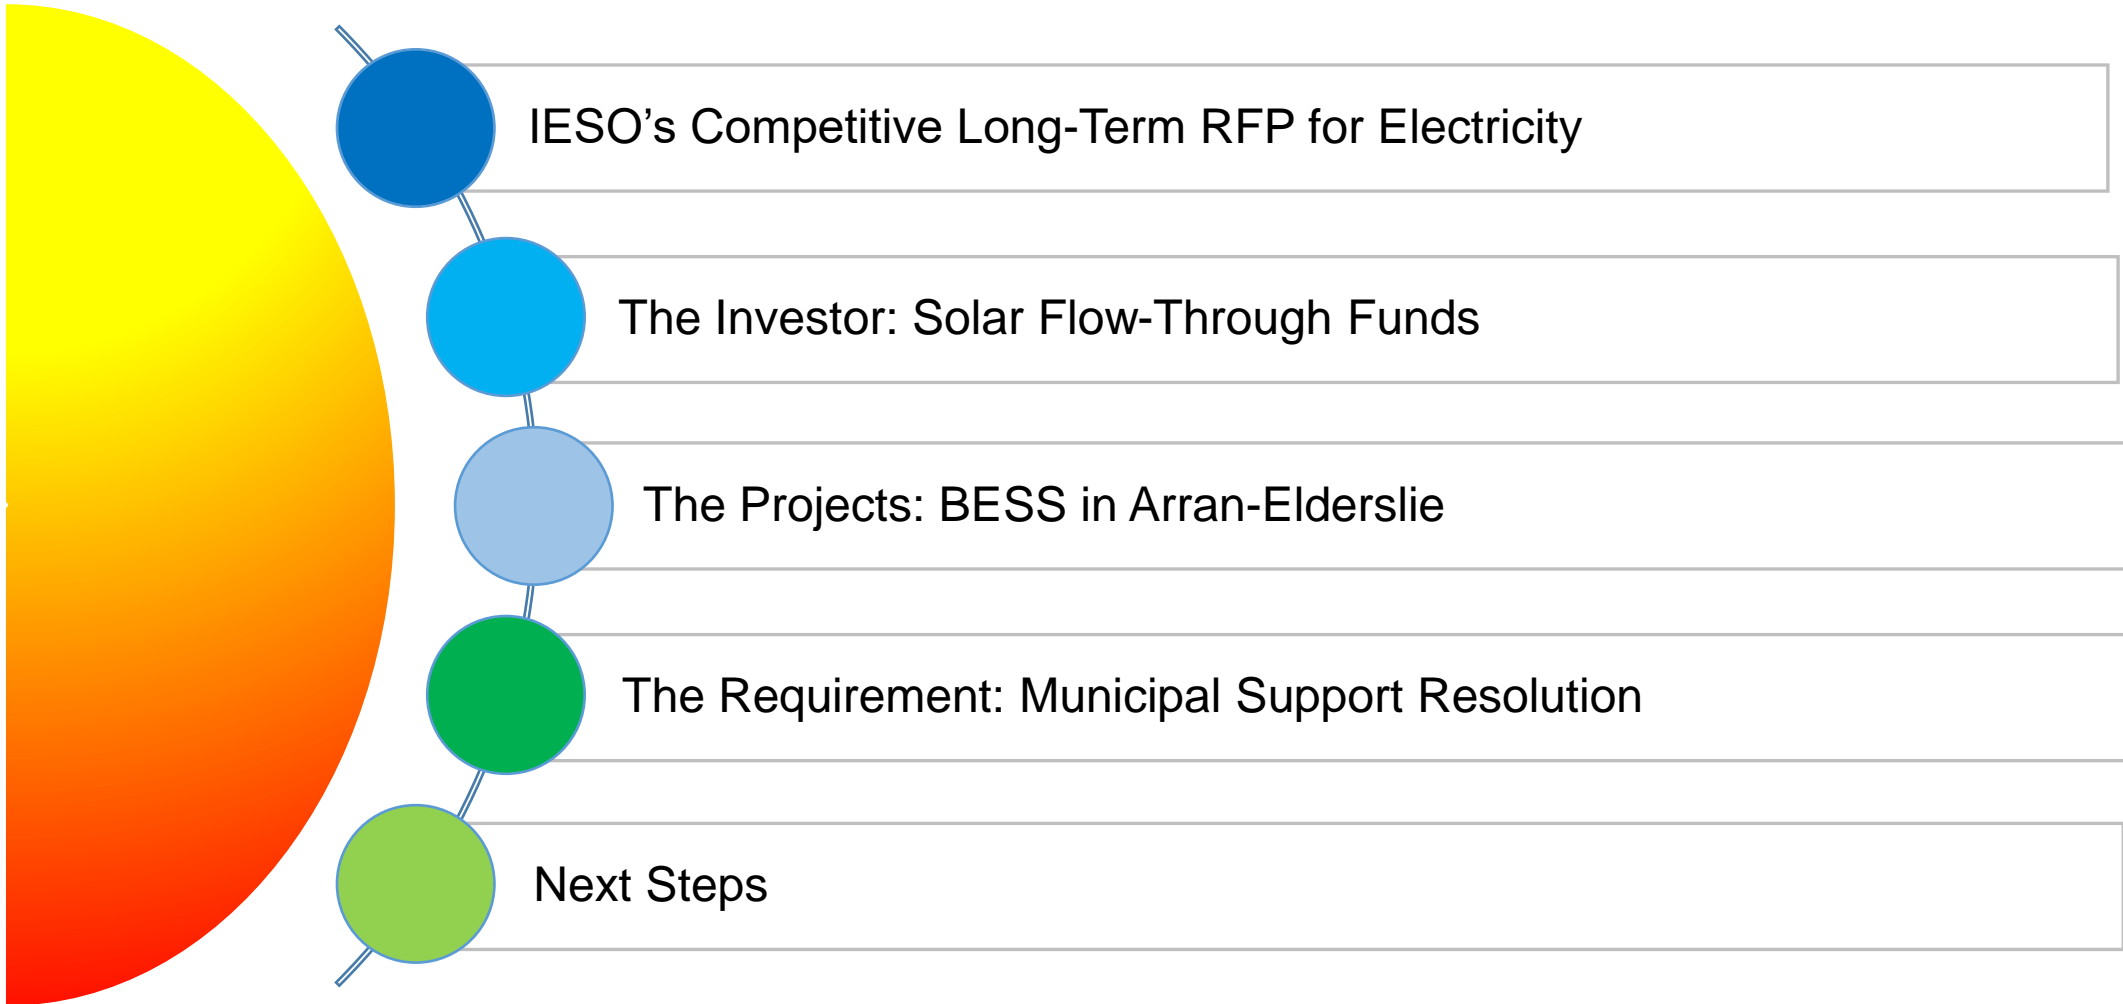 IESO’s Competitive Long-Term RFP for Electricity
The Investor: Solar Flow-Through Funds
The Projects: BESS in Arran-Elderslie
The Requirement: Municipal Support Resolution
Next Steps